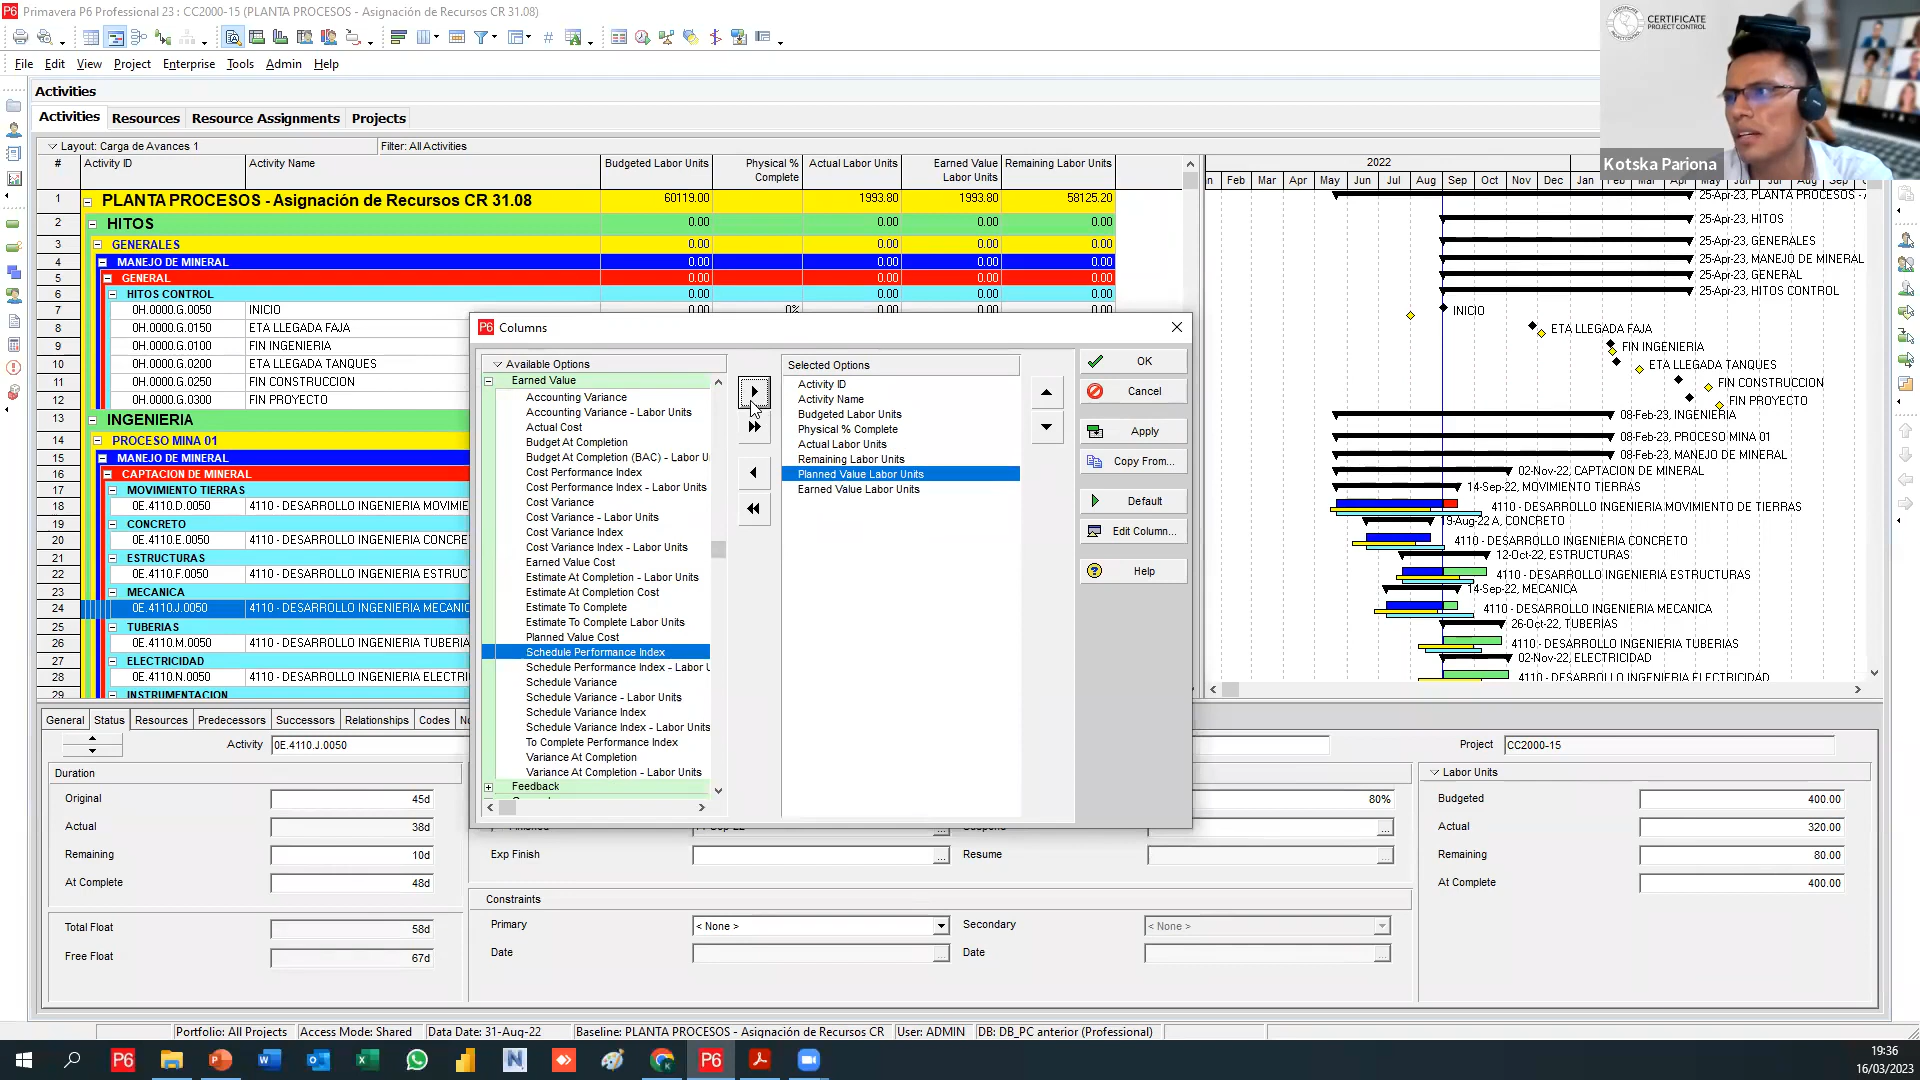 Primavera P6 Professional 23 : CC2000-15 (PLANTA PROCESOS - Asignación de Recursos CR 31.08)
File Edit View Project Enterprise Tools Admin Help
CERTIFICATE
PROJECT CONTROL
Kotska Pariona
Activities
Activities Resources Resource Assignments Projects
Layout: Carga de Avances 1 Filter: All Activities
# Activity ID Activity Name Budgeted Labor Units Physical % Complete Actual Labor Units Earned Value Labor Units Remaining Labor Units
2022
Feb Mar Apr May Jun Jul Aug Sep Oct Nov Dec Jan
1 PLANTA PROCESOS - Asignación de Recursos CR 31.08 60119.00 1993.80 1993.80 58125.20
2 HITOS 0.00 0.00 0.00 0.00
3 GENERALES 0.00 0.00 0.00 0.00
4 MANEJO DE MINERAL 0.00 0.00 0.00 0.00
5 GENERAL 0.00 0.00 0.00 0.00
6 HITOS CONTROL 0.00 0.00 0.00 0.00
7 0H.0000.G.0050 INICIO 0.00 0% 0.00 0.00 0.00
8 0H.0000.G.0150 ETA LLEGADA FAJA
9 0H.0000.G.0100 FIN INGENIERIA
10 0H.0000.G.0200 ETA LLEGADA TANQUES
11 0H.0000.G.0250 FIN CONSTRUCCION
12 0H.0000.G.0300 FIN PROYECTO
13 INGENIERIA
14 PROCESO MINA 01
15 MANEJO DE MINERAL
16 CAPTACION DE MINERAL
17 MOVIMIENTO TIERRAS
18 0E.4110.D.0050 4110 - DESARROLLO INGENIERIA MOVIMIE
19 CONCRETO
20 0E.4110.E.0050 4110 - DESARROLLO INGENIERIA CONCRE
21 ESTRUCTURAS
22 0E.4110.F.0050 4110 - DESARROLLO INGENIERIA ESTRUC
23 MECANICA
24 0E.4110.J.0050 4110 - DESARROLLO INGENIERIA MECANIC
25 TUBERIAS
26 0E.4110.M.0050 4110 - DESARROLLO INGENIERIA TUBERIA
27 ELECTRICIDAD
28 0E.4110.N.0050 4110 - DESARROLLO INGENIERIA ELECTRI
29 INSTRUMENTACION
25-Apr-23, PLANTA PROCESOS -
25-Apr-23, HITOS
25-Apr-23, GENERALES
25-Apr-23, MANEJO DE MINERAL
25-Apr-23, GENERAL
25-Apr-23, HITOS CONTROL
INICIO
ETA LLEGADA FAJA
FIN INGENIERIA
ETA LLEGADA TANQUES
FIN CONSTRUCCION
FIN PROYECTO
08-Feb-23, INGENIERIA
08-Feb-23, PROCESO MINA 01
08-Feb-23, MANEJO DE MINERAL
02-Nov-22, CAPTACION DE MINERAL
14-Sep-22, MOVIMIENTO TIERRAS
4110 - DESARROLLO INGENIERIA MOVIMIENTO DE TIERRAS
19-Aug-22 A, CONCRETO
4110 - DESARROLLO INGENIERIA CONCRETO
12-Oct-22, ESTRUCTURAS
4110 - DESARROLLO INGENIERIA ESTRUCTURAS
14-Sep-22, MECANICA
4110 - DESARROLLO INGENIERIA MECANICA
26-Oct-22, TUBERIAS
4110 - DESARROLLO INGENIERIA TUBERIAS
02-Nov-22, ELECTRICIDAD
4110 - DESARROLLO INGENIERIA ELECTRICIDAD
Columns
Available Options
Earned Value
Accounting Variance
Accounting Variance - Labor Units
Actual Cost
Budget At Completion
Budget At Completion (BAC) - Labor U
Cost Performance Index
Cost Performance Index - Labor Units
Cost Variance
Cost Variance - Labor Units
Cost Variance Index
Cost Variance Index - Labor Units
Earned Value Cost
Estimate At Completion - Labor Units
Estimate At Completion Cost
Estimate To Complete
Estimate To Complete Labor Units
Planned Value Cost
Schedule Performance Index
Schedule Performance Index - Labor U
Schedule Variance
Schedule Variance - Labor Units
Schedule Variance Index
Schedule Variance Index - Labor Units
To Complete Performance Index
Variance At Completion
Variance At Completion - Labor Units
Feedback
Selected Options
Activity ID
Activity Name
Budgeted Labor Units
Physical % Complete
Actual Labor Units
Remaining Labor Units
Planned Value Labor Units
Earned Value Labor Units
OK
Cancel
Apply
Copy From...
Default
Edit Column...
Help
General Status Resources Predecessors Successors Relationships Codes
Activity 0E.4110.J.0050 Project CC2000-15
Duration
Original 45d
Actual 38d
Remaining 10d
At Complete 48d
Total Float 58d
Free Float 67d
80%
Exp Finish Resume
Constraints
Primary < None > Secondary < None >
Date Date
Labor Units
Budgeted 400.00
Actual 320.00
Remaining 80.00
At Complete 400.00
Portfolio: All Projects Access Mode: Shared Data Date: 31-Aug-22 Baseline: PLANTA PROCESOS - Asignación de Recursos CR User: ADMIN DB: DB_PC anterior (Professional)
19:36
16/03/2023